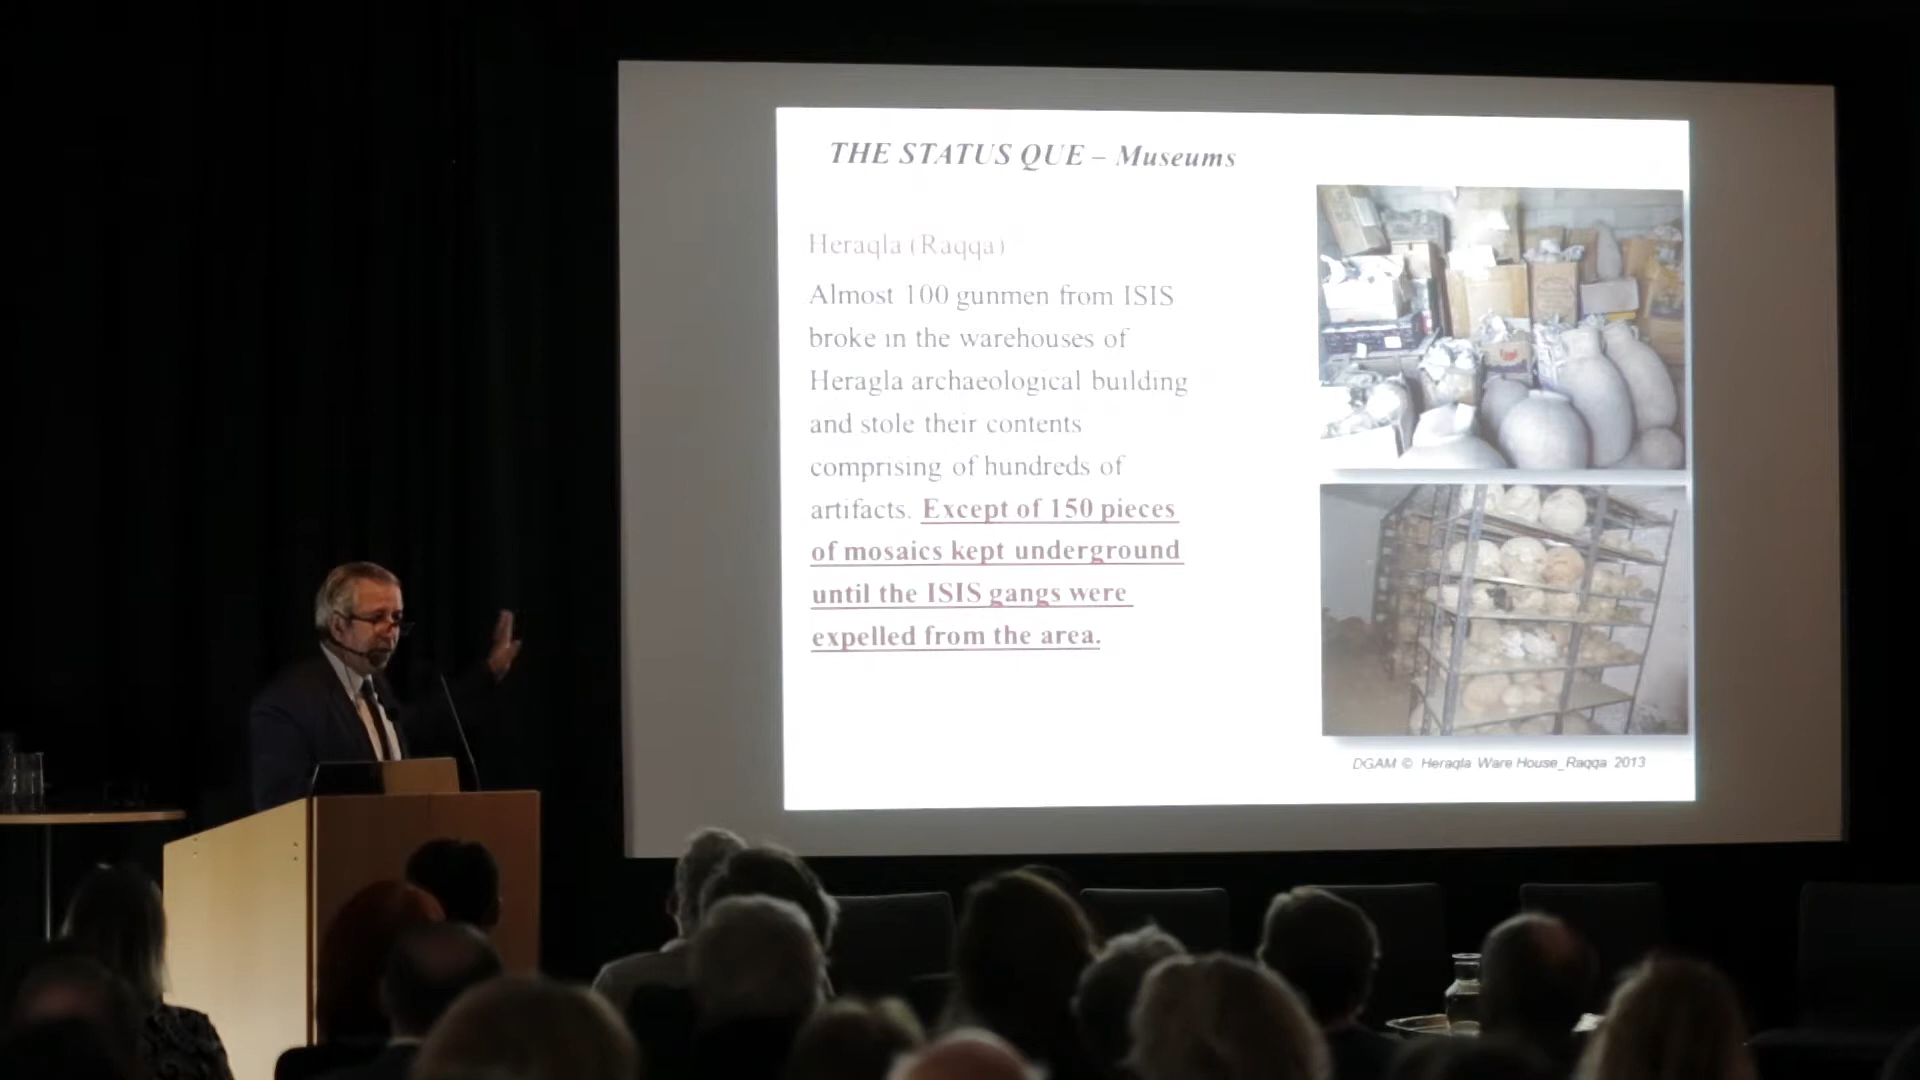 THE STATUS QUE – Museums
Heraqla (Raqqa)
Almost 100 gunmen from ISIS
broke in the warehouses of
Heragla archaeological building
and stole their contents
comprising of hundreds of
artifacts. Except of 150 pieces
of mosaics kept underground
until the ISIS gangs were
expelled from the area.
DGAM © Heraqla Ware House_Raqqa 2013